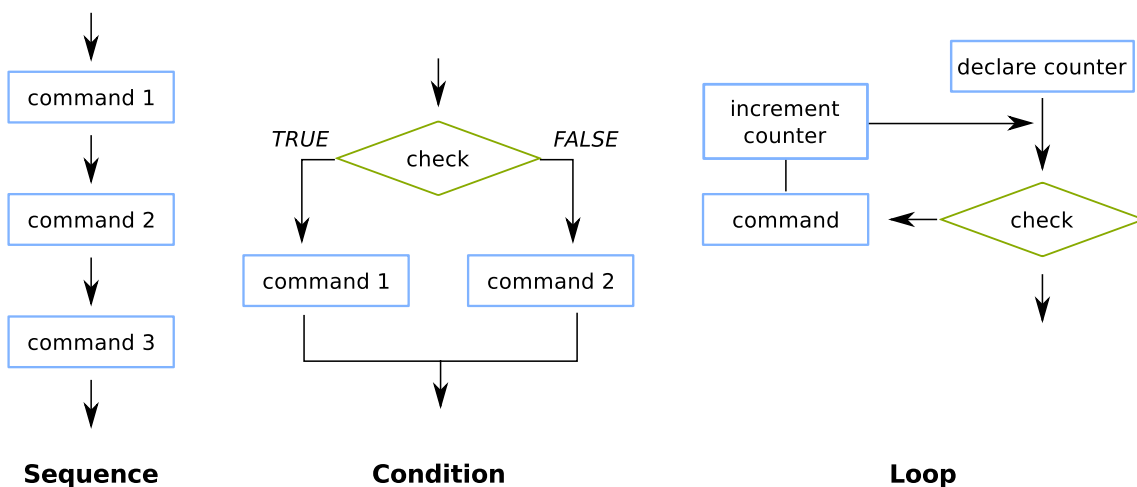 command 1
command 2
command 3
Sequence
TRUE
FALSE
check
command 1
command 2
Condition
declare counter
increment
counter
command
check
Loop